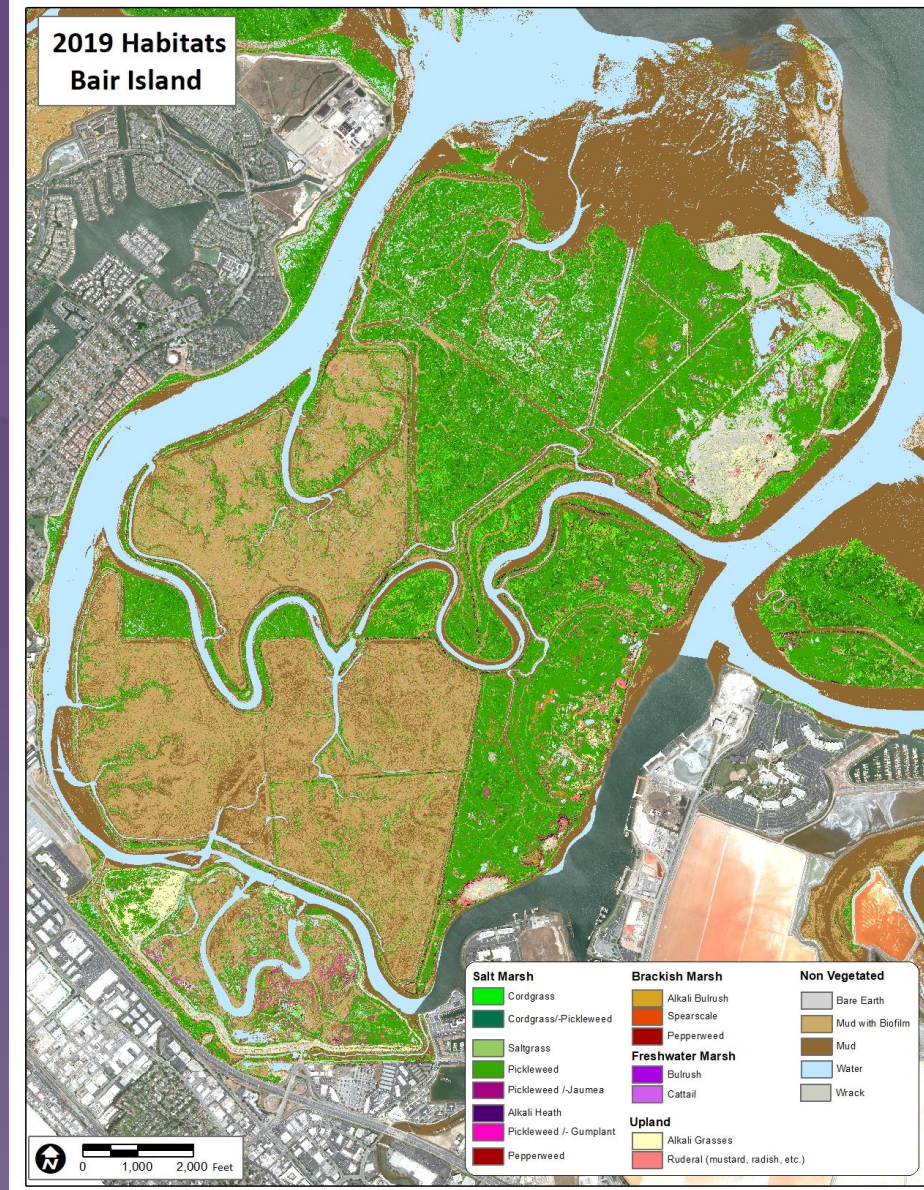 2019 Habitats
Bair Island
Salt Marsh
Cordgrass
Cordgrass/-Pickleweed
Saltgrass
Pickleweed
Pickleweed /-Jaumea
Alkali Heath
Pickleweed /- Gumplant
Pepperweed
Brackish Marsh
Alkali Bulrush
Spearscale
Pepperweed
Freshwater Marsh
Bulrush
Cattail
Upland
Alkali Grasses
Ruderal (mustard, radish, etc.)
Non Vegetated
Bare Earth
Mud with Biofilm
Mud
Water
Wrack
0 1,000 2,000 Feet